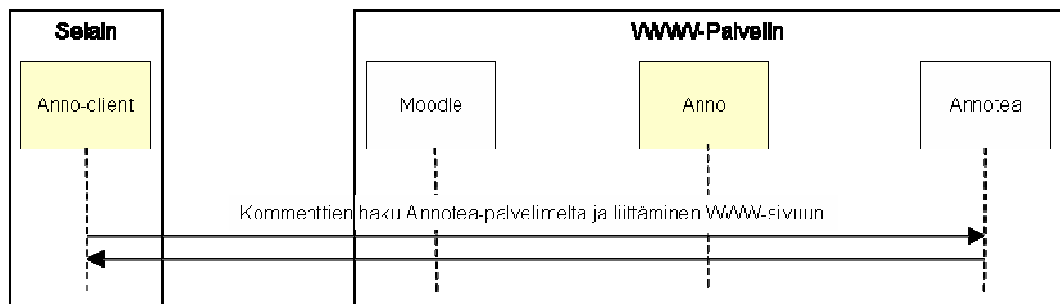 Selain
WWW-Palvelin
Anno-client
Moodle
Anno
Annotea
Kommenttien haku Annotea-palvelimelta ja liittäminen WWW-sivuun